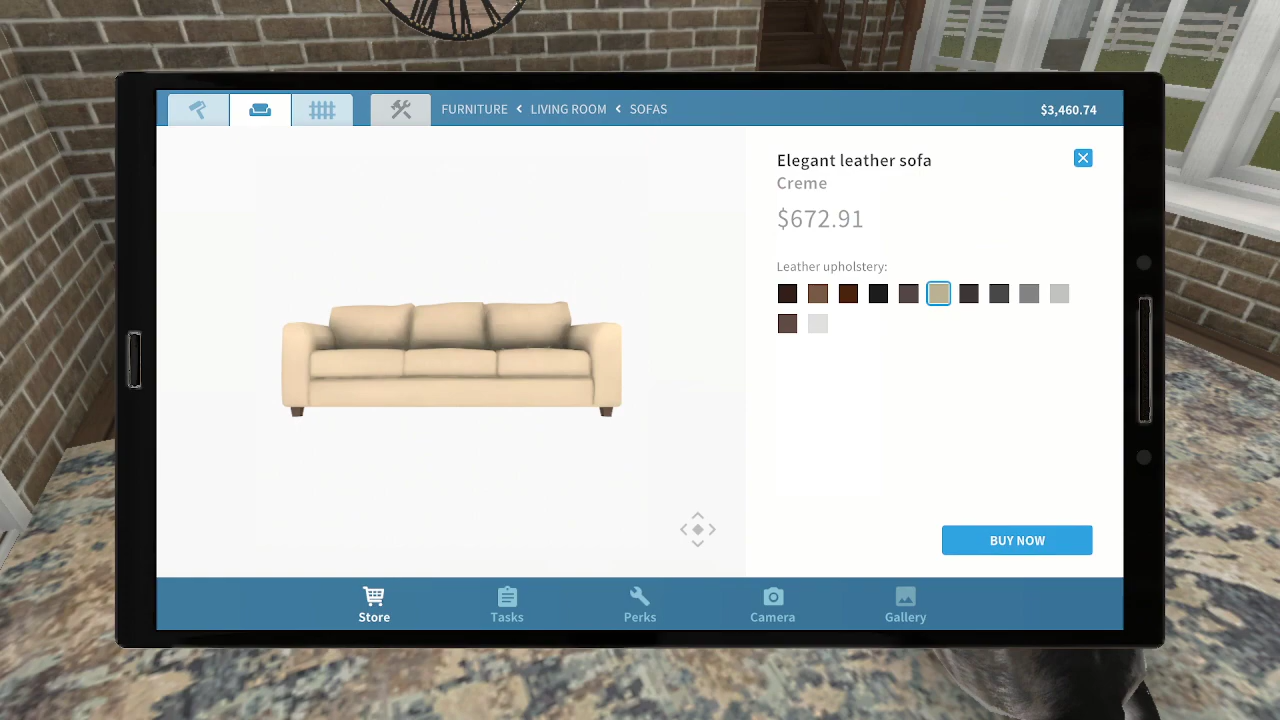 FURNITURE < LIVING ROOM < SOFAS
$3,460.74
Elegant leather sofa
Creme
$672.91
Leather upholstery:
BUY NOW
Store
Tasks
Perks
Camera
Gallery